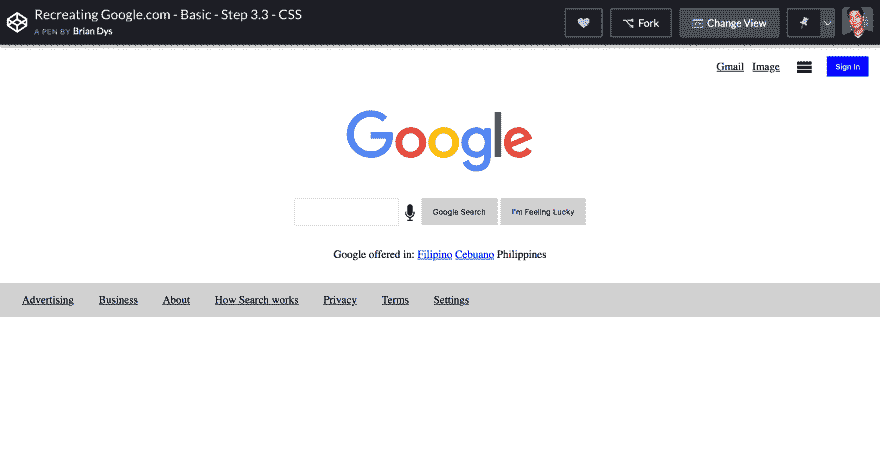 Recreating Google.com - Basic - Step 3.3 - CSS
A PEN BY Brian Dys
Fork
Change View
Gmail Image Sign In
Google
Google Search I'm Feeling Lucky
Google offered in: Filipino Cebuano Philippines
Advertising Business About How Search works Privacy Terms Settings